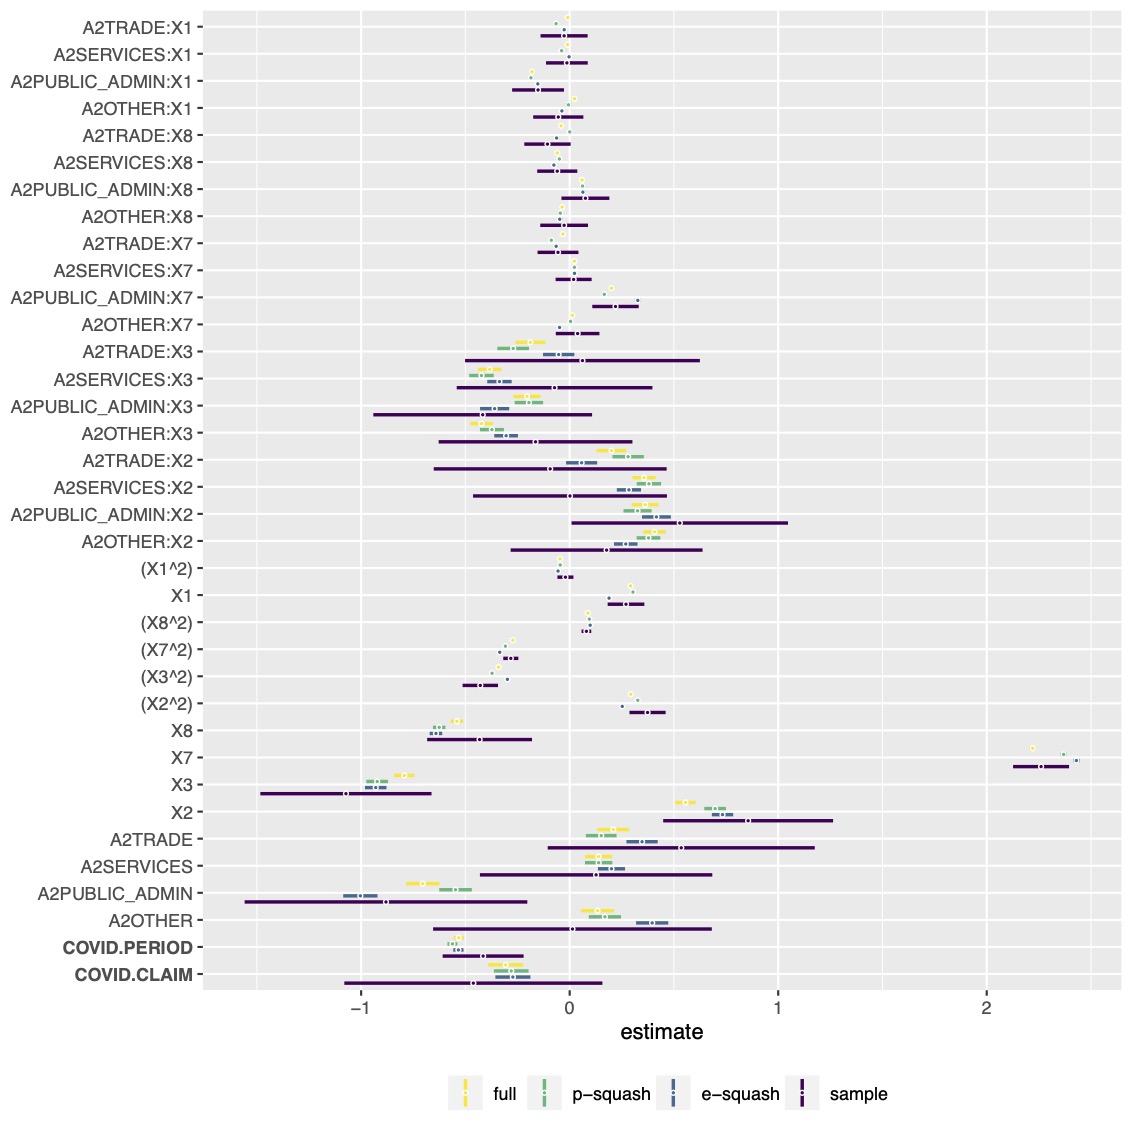 A2TRADE:X1
A2SERVICES:X1
A2PUBLIC_ADMIN:X1
A2OTHER:X1
A2TRADE:X8
A2SERVICES:X8
A2PUBLIC_ADMIN:X8
A2OTHER:X8
A2TRADE:X7
A2SERVICES:X7
A2PUBLIC_ADMIN:X7
A2OTHER:X7
A2TRADE:X3
A2SERVICES:X3
A2PUBLIC_ADMIN:X3
A2OTHER:X3
A2TRADE:X2
A2SERVICES:X2
A2PUBLIC_ADMIN:X2
A2OTHER:X2
(X1^2)
X1
(X8^2)
(X7^2)
(X3^2)
(X2^2)
X8
X7
X3
X2
A2TRADE
A2SERVICES
A2PUBLIC_ADMIN
A2OTHER
COVID.PERIOD
COVID.CLAIM
−1 0 1 2
estimate
full p−squash e−squash sample